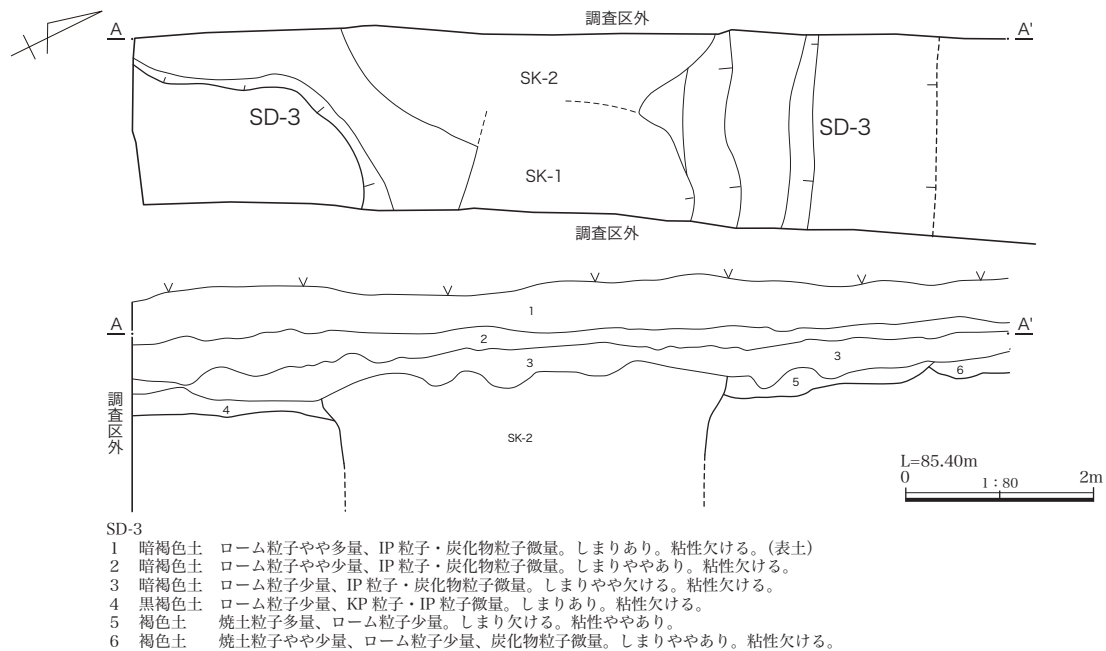 調査区外
A
A'
SK-2
SD-3
SD-3
SK-1
調査区外
1
A
A'
2
3
3
6
5
4
調査区外
SK-2
L=85.40m
0
1：80
2m
SD-3
1 暗褐色土 ローム粒子やや多量、IP 粒子・炭化物粒子微量。しまりあり。粘性欠ける。(表土)
2 暗褐色土 ローム粒子やや少量、IP 粒子・炭化物粒子微量。しまりややあり。粘性欠ける。
3 暗褐色土 ローム粒子少量、IP 粒子・炭化物粒子微量。しまりやや欠ける。粘性欠ける。
4 黒褐色土 ローム粒子少量、KP 粒子・IP 粒子微量。しまりあり。粘性欠ける。
5 褐色土 焼土粒子多量、ローム粒子少量。しまり欠ける。粘性ややあり。
6 褐色土 焼土粒子やや少量、ローム粒子少量、炭化物粒子微量。しまりややあり。粘性欠ける。